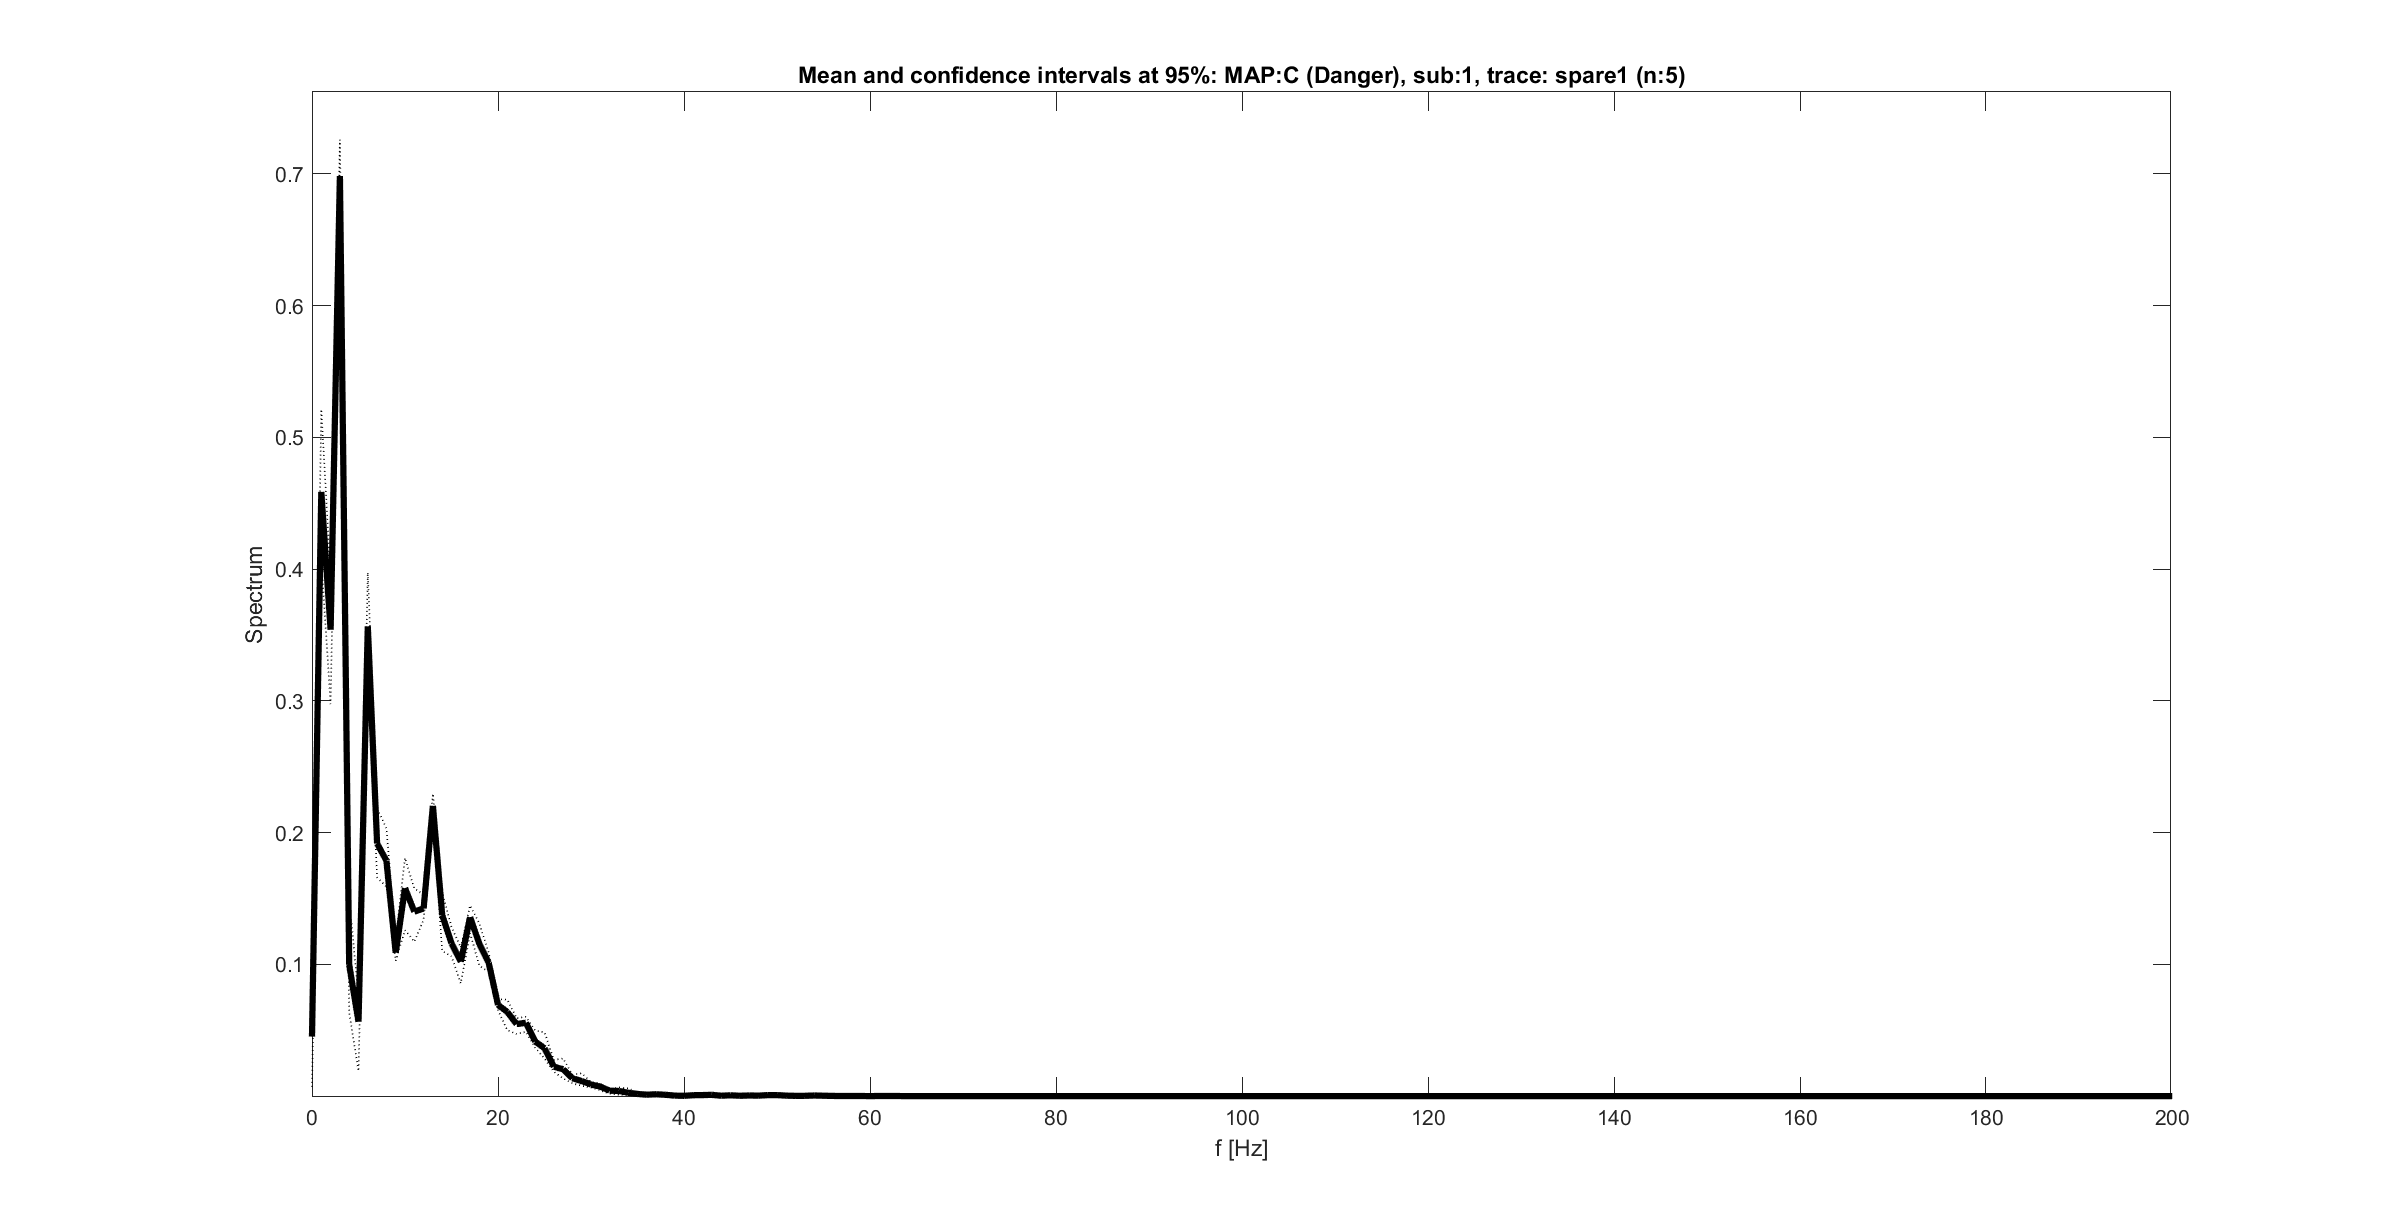 Mean and confidence intervals at 95%: MAP:C (Danger), sub:1, trace: spare1 (n:5)
0.7
0.6
0.5
0.4
0.3
0.2
0.1
Spectrum
0 20 40 60 80 100 120 140 160 180 200
f [Hz]